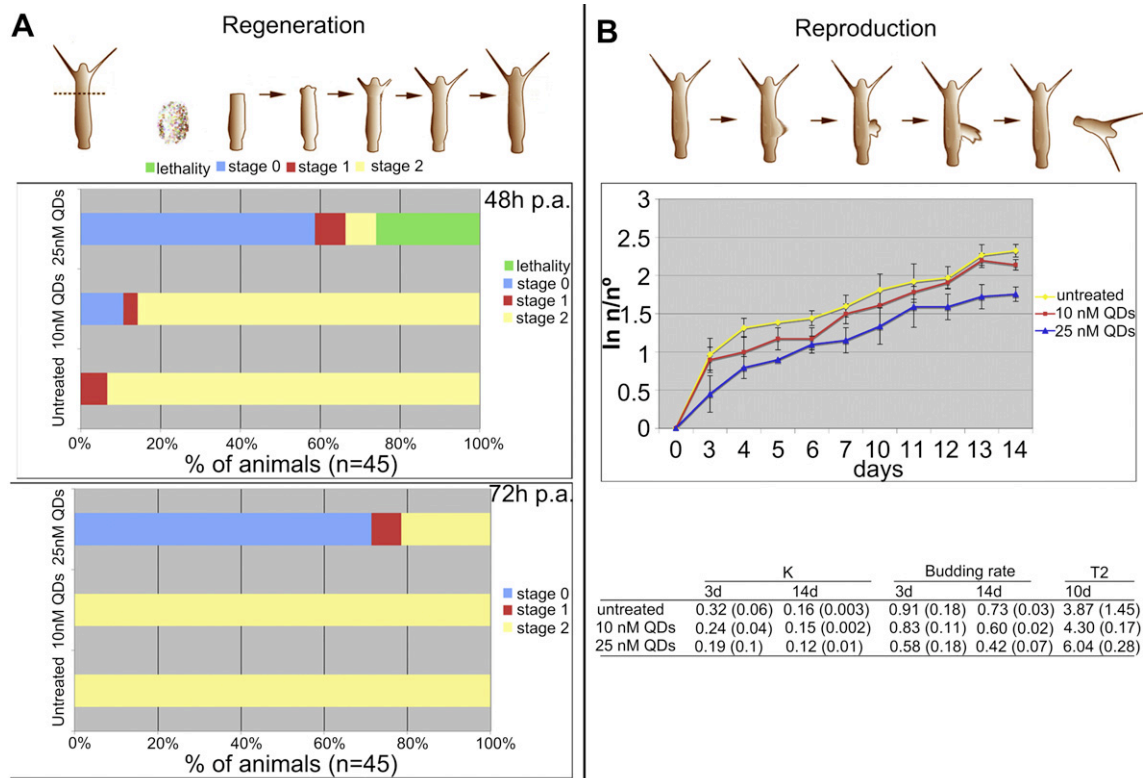 A
Regeneration
lethality stage 0 stage 1 stage 2
48h p.a.
25nM QDs
10nM QDs
Untreated
lethality
stage 0
stage 1
stage 2
0% 20% 40% 60% 80% 100%
% of animals (n=45)
72h p.a.
25nM QDs
10nM QDs
Untreated
stage 0
stage 1
stage 2
0% 20% 40% 60% 80% 100%
% of animals (n=45)
B
Reproduction
3
2.5
2
1.5
1
0.5
0
ln n/nº
0 3 4 5 6 7 10 11 12 13 14
days
untreated
10 nM QDs
25 nM QDs
K Budding rate T2
3d 14d 3d 14d 10d
untreated 0.32 (0.06) 0.16 (0.003) 0.91 (0.18) 0.73 (0.03) 3.87 (1.45)
10 nM QDs 0.24 (0.04) 0.15 (0.002) 0.83 (0.11) 0.60 (0.02) 4.30 (0.17)
25 nM QDs 0.19 (0.1) 0.12 (0.01) 0.58 (0.18) 0.42 (0.07) 6.04 (0.28)